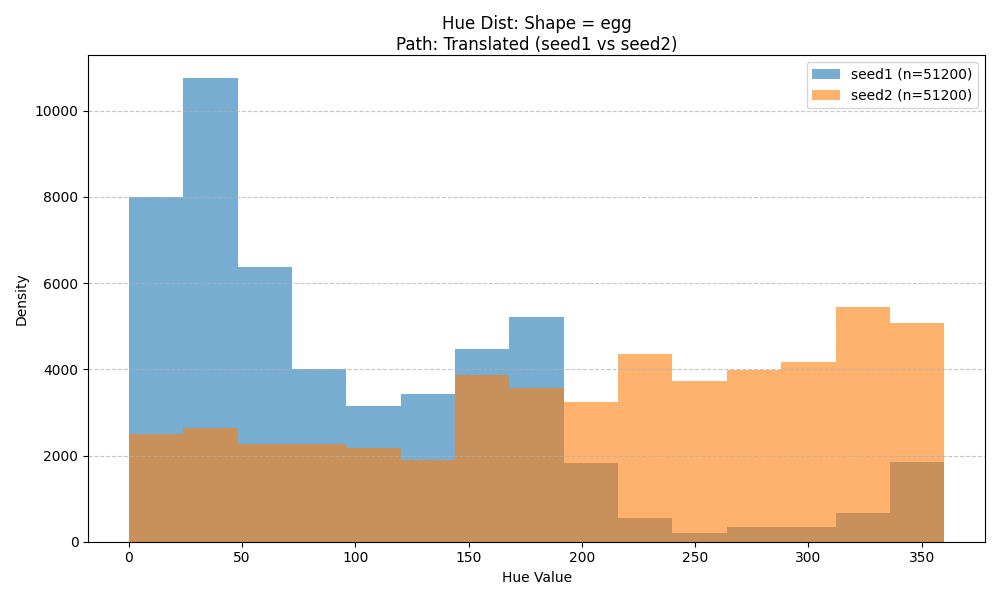 Hue Dist: Shape = egg
Path: Translated (seed1 vs seed2)
seed1 (n=51200)
seed2 (n=51200)
Density
10000
8000
6000
4000
2000
0
0 50 100 150 200 250 300 350
Hue Value